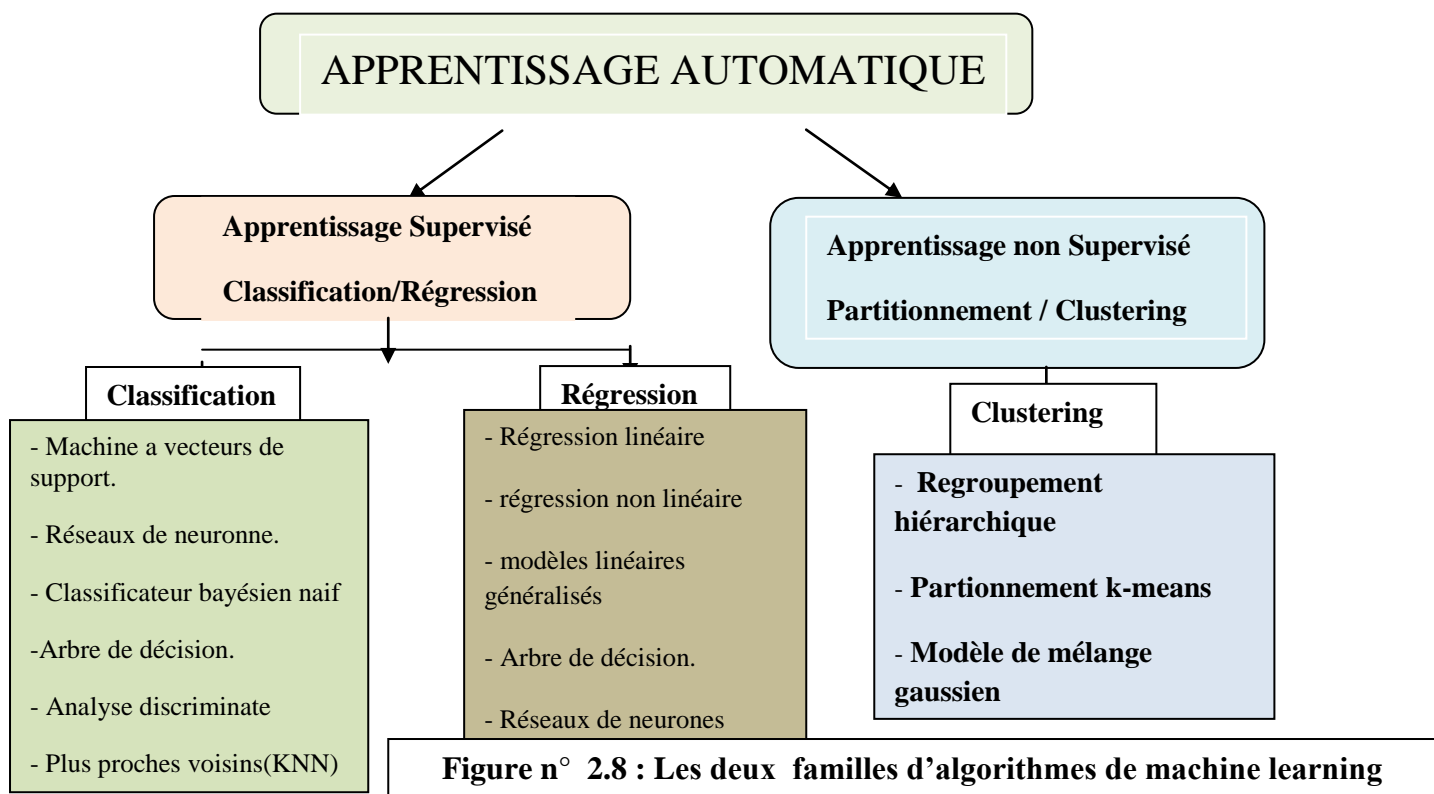 APPRENTISSAGE AUTOMATIQUE
Apprentissage Supervisé
Classification/Régression
Apprentissage non Supervisé
Partitionnement / Clustering
Classification
- Machine a vecteurs de
support.
- Réseaux de neuronne.
- Classificateur bayésien naif
-Arbre de décision.
- Analyse discriminate
- Plus proches voisins(KNN)
Régression
- Régression linéaire
- régression non linéaire
- modèles linéaires
généralisés
- Arbre de décision.
- Réseaux de neurones
Clustering
- Regroupement
hiérarchique
- Partionnement k-means
- Modèle de mélange
gaussien
Figure n° 2.8 : Les deux familles d’algorithmes de machine learning